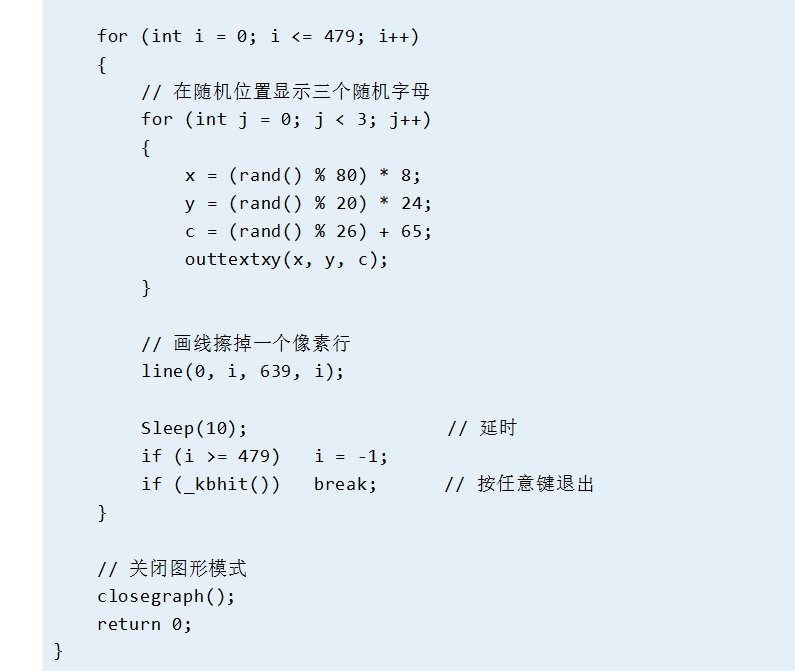 for (int i = 0; i <= 479; i++)
{
// 在随机位置显示三个随机字母
for (int j = 0; j < 3; j++)
{
x = (rand() % 80) * 8;
y = (rand() % 20) * 24;
c = (rand() % 26) + 65;
outtextxy(x, y, c);
}
// 画线擦掉一个像素行
line(0, i, 639, i);
Sleep(10); // 延时
if (i >= 479) i = -1;
if (_kbhit()) break; // 按任意键退出
}
// 关闭图形模式
closegraph();
return 0;
}